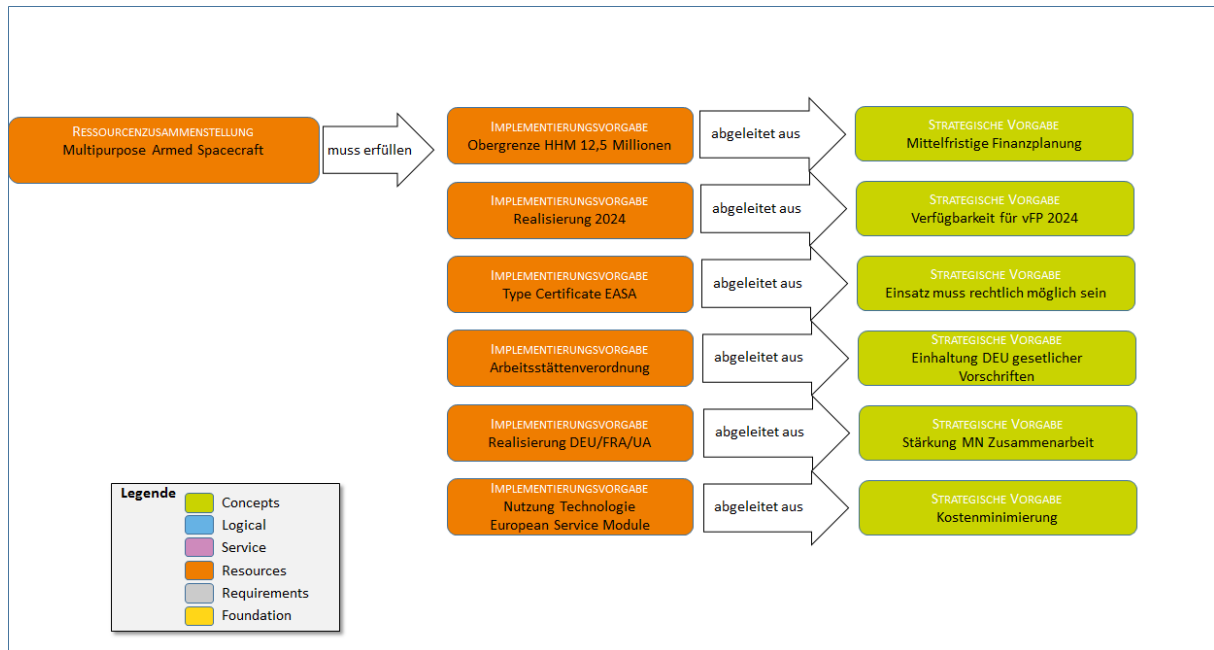 RESSOURCENZUSAMMENSTELLUNG
Multipurpose Armed Spacecraft
muss erfüllen
IMPLEMENTIERUNGSVORGABE
Obergrenze HHM 12,5 Millionen
abgeleitet aus
STRATEGISCHE VORGABE
Mittelfristige Finanzplanung
IMPLEMENTIERUNGSVORGABE
Realisierung 2024
abgeleitet aus
STRATEGISCHE VORGABE
Verfügbarkeit für vFP 2024
IMPLEMENTIERUNGSVORGABE
Type Certificate EASA
abgeleitet aus
STRATEGISCHE VORGABE
Einsatz muss rechtlich möglich sein
IMPLEMENTIERUNGSVORGABE
Arbeitsstättenverordnung
abgeleitet aus
STRATEGISCHE VORGABE
Einhaltung DEU gesetlicher
Vorschriften
IMPLEMENTIERUNGSVORGABE
Realisierung DEU/FRA/UA
abgeleitet aus
STRATEGISCHE VORGABE
Stärkung MN Zusammenarbeit
IMPLEMENTIERUNGSVORGABE
Nutzung Technologie
European Service Module
abgeleitet aus
STRATEGISCHE VORGABE
Kostenminimierung
Legende
Concepts
Logical
Service
Resources
Requirements
Foundation